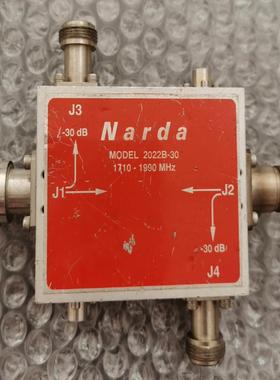 J3
-30 dB
Narda
MODEL 2022B-30
1710 - 1990 MHz
J1
J2
-30 dB
J4